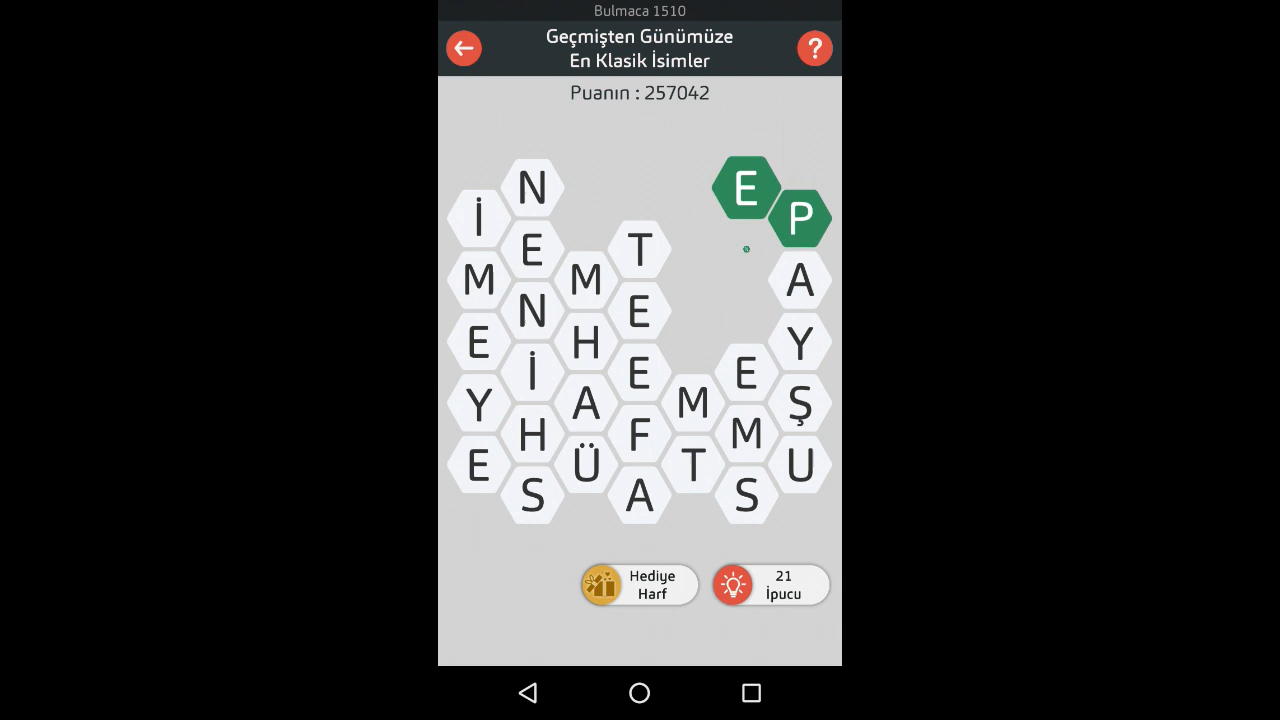 Bulmaca 1510
Geçmişten Günümüze
En Klasik İsimler
?
Puanın : 257042
N E
İ P
E T
M M A
N E
E H Y
İ E E
Y A M Ş
H F M
E Ü T U
S A S
Hediye
Harf
21
İpucu